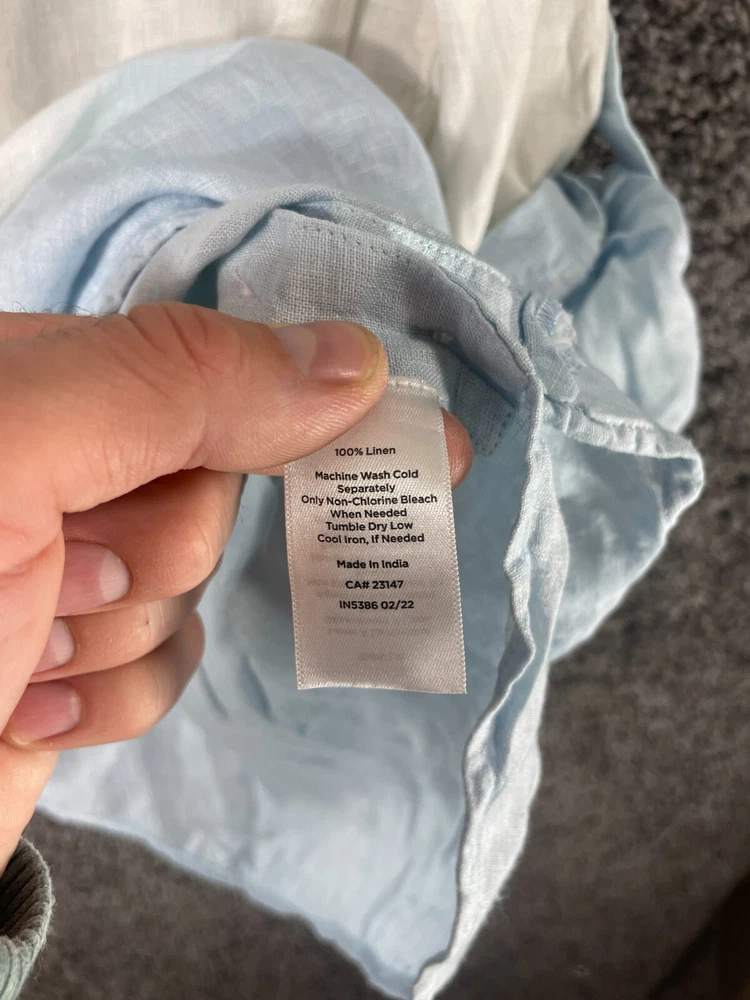 100% Linen
Machine Wash Cold
Separately
Only Non-Chlorine Bleach
When Needed
Tumble Dry Low
Cool Iron, If Needed
Made In India
CA# 23147
IN5386 02/22